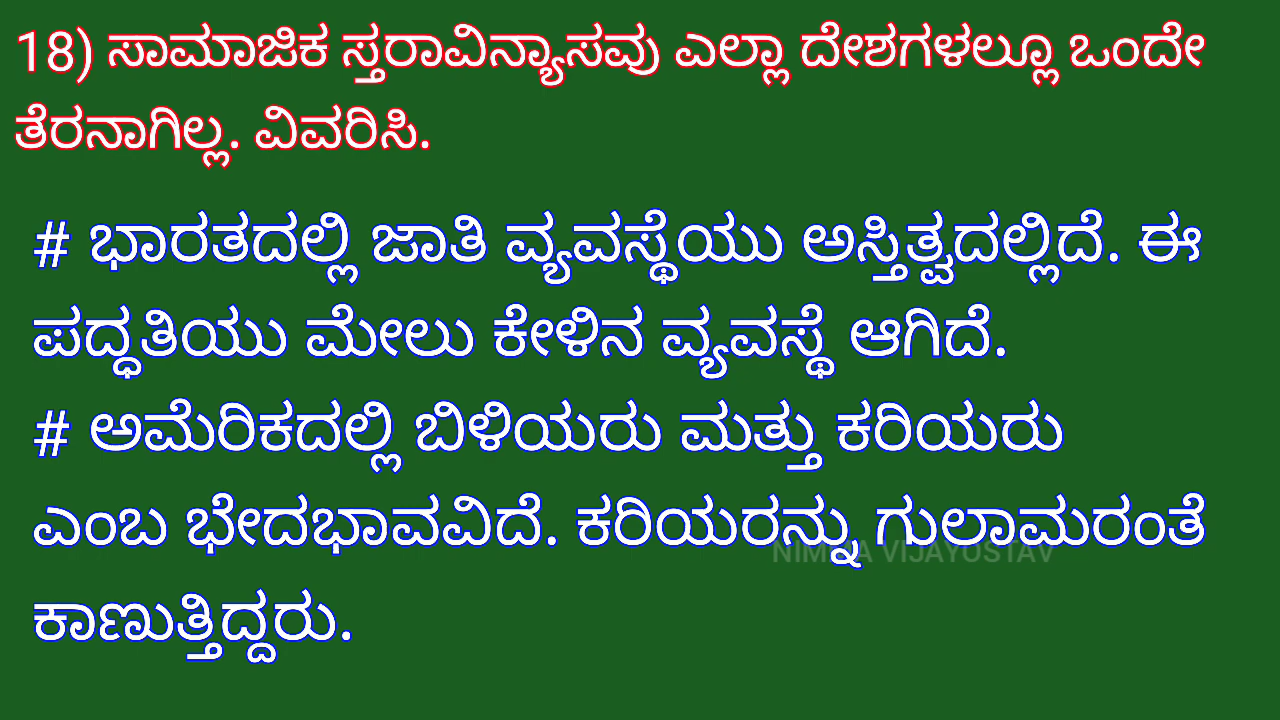 18) ಸಾಮಾಜಿಕ ಸ್ತರಾವಿನ್ಯಾಸವು ಎಲ್ಲಾ ದೇಶಗಳಲ್ಲೂ ಒಂದೇ
ತೆರನಾಗಿಲ್ಲ. ವಿವರಿಸಿ.
# ಭಾರತದಲ್ಲಿ ಜಾತಿ ವ್ಯವಸ್ಥೆಯು ಅಸ್ತಿತ್ವದಲ್ಲಿದೆ. ಈ
ಪದ್ಧತಿಯು ಮೇಲು ಕೇಳಿನ ವ್ಯವಸ್ಥೆ ಆಗಿದೆ.
# ಅಮೆರಿಕದಲ್ಲಿ ಬಿಳಿಯರು ಮತ್ತು ಕರಿಯರು
ಎಂಬ ಭೇದಭಾವವಿದೆ. ಕರಿಯರನ್ನು ಗುಲಾಮರಂತೆ
VIJAYOSTAV
ಕಾಣುತ್ತಿದ್ದರು.